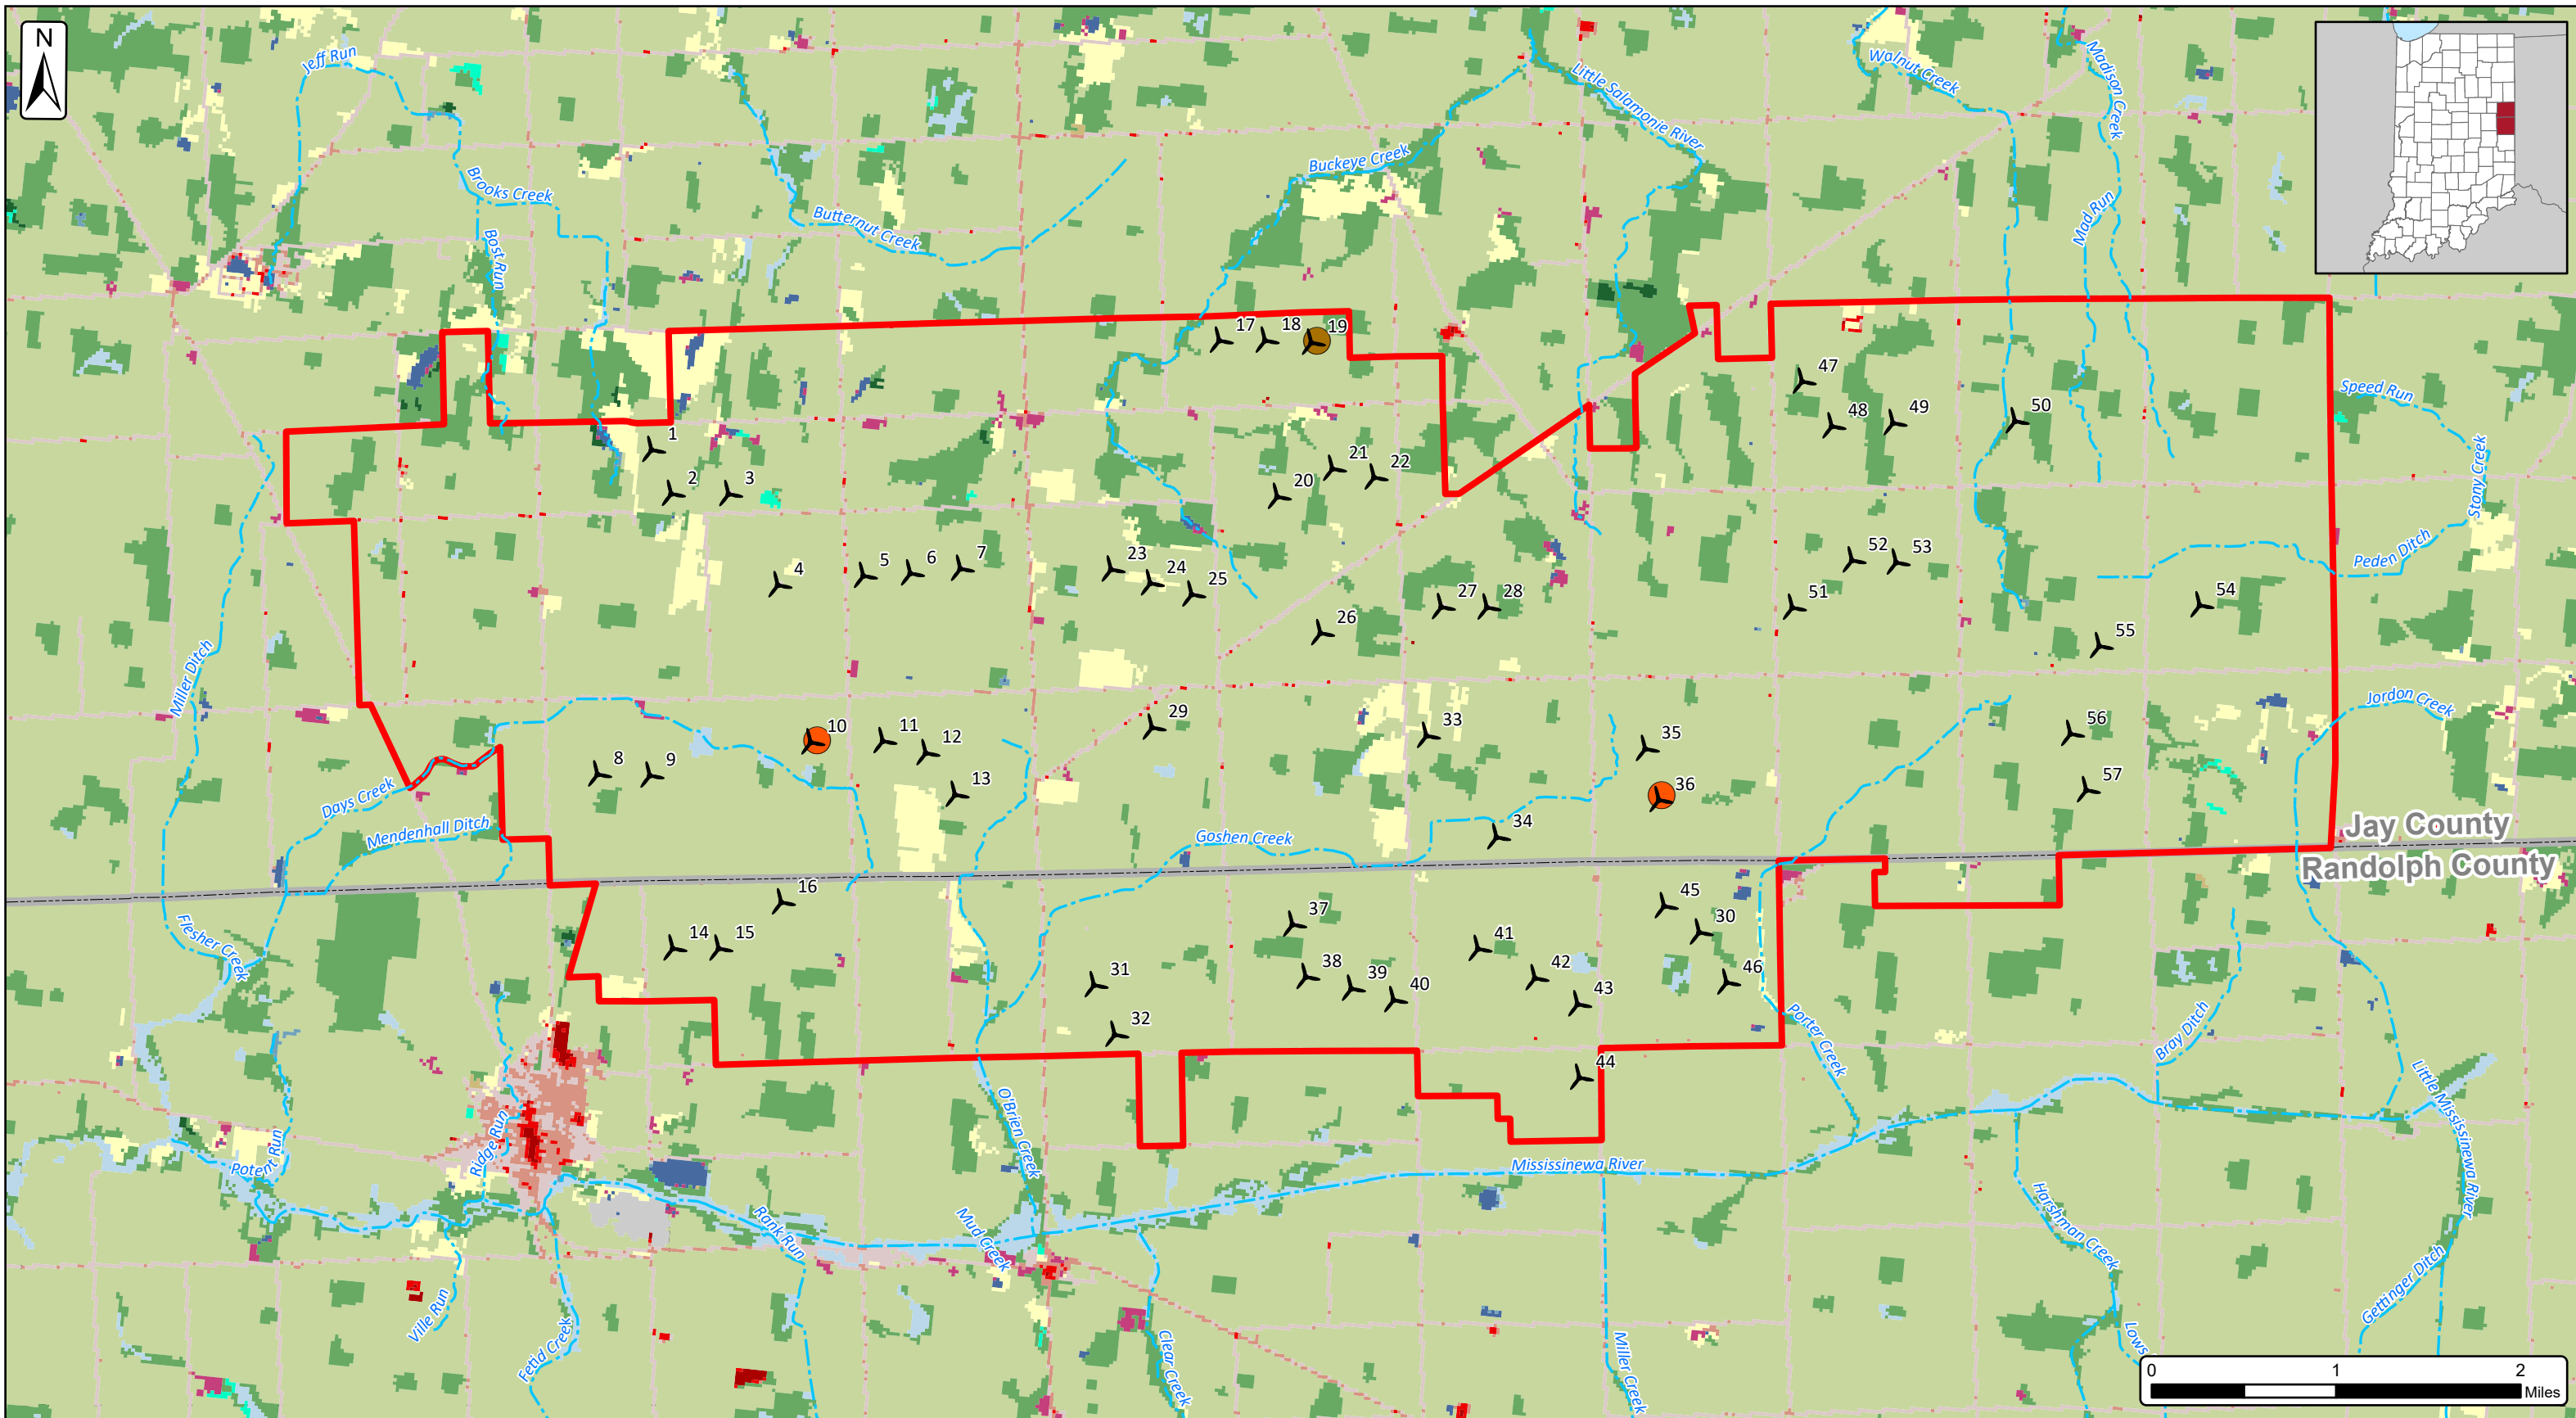 N
Jeff Run
Little Salamonie River
Walnut Creek
Madison Creek
Buckeye Creek
Brooks Creek
Butternut Creek
Bost Run
Mad Run
17
18
19
47
Speed Run
48
49
50
1
2
3
20
21
22
Stony Creek
Peden Ditch
4
5
6
7
23
24
25
52
53
26
27
28
51
54
55
Miller Ditch
Jordon Creek
8
9
10
11
12
29
33
35
56
13
36
57
Days Creek
Mendenhall Ditch
Goshen Creek
34
Jay County
Randolph County
16
45
37
30
14
15
41
Flesher Creek
31
38
39
40
42
43
46
32
Porter Creek
Bray Ditch
44
Little Mississinewa River
O'Brien Creek
Potent Run
Ridge Run
Mississinewa River
Rank Run
Mud Creek
Harshman Creek
Gettinger Ditch
Ville Run
Fetid Creek
Clear Creek
Miller Creek
Lows
0
1
2
Miles